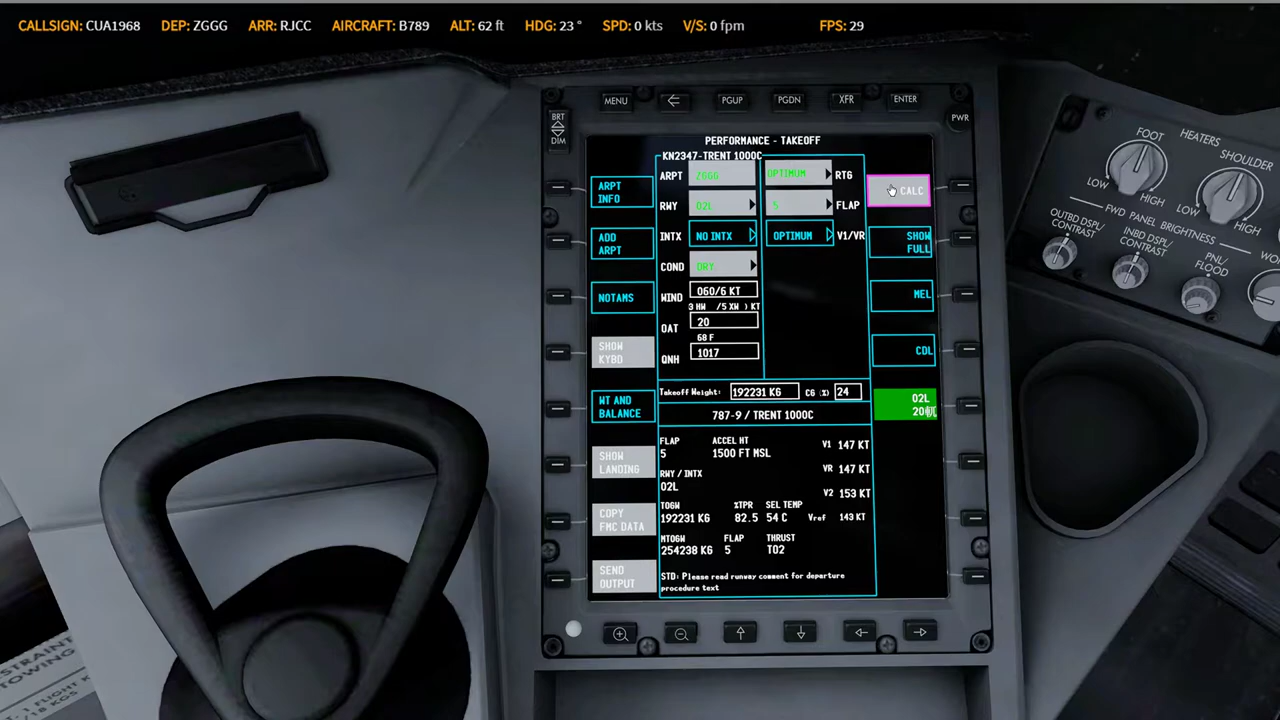 CALLSIGN: CUA1968 DEP: ZGGG ARR: RJCC AIRCRAFT: B789 ALT: 62 ft HDG: 23 ° SPD: 0 kts V/S: 0 fpm FPS: 29
MENU PGUP PGDN XFR ENTER
BRT
DIM
PWR
PERFORMANCE - TAKEOFF
KN2347-TRENT 1000C
ARPT
INFO
ADD
ARPT
NOTAMS
SHOW
KYBD
WT AND
BALANCE
SHOW
LANDING
COPY
FMC DATA
SEND
OUTPUT
ARPT ZGGG OPTIMUM RTG
RWY 02L 5 FLAP
INTX NO INTX OPTIMUM V1/VR
COND DRY
WIND 060/6 KT
3 HW /5 XW ) KT
OAT 20
68 F
QNH 1017
Takeoff Weight: 192231 KG CG (%) 24
787-9 / TRENT 1000C
FLAP ACCEL HT V1 147 KT
5 1500 FT MSL
VR 147 KT
RWY / INTX
02L
V2 153 KT
TOGW %TPR SEL TEMP
192231 KG 82.5 54 C Vref 143 KT
MTOGW FLAP THRUST
254238 KG 5 TO2
STD: Please read runway comment for departure
procedure text
CALC
SHOW
FULL
MEL
CDL
02L
HEATERS
FOOT SHOULDER
LOW HIGH LOW HIGH
FWD PANEL BRIGHTNESS
OUTBD DSPL/
CONTRAST
INBD DSPL/
CONTRAST
PNL/
FLOOD
TOWING